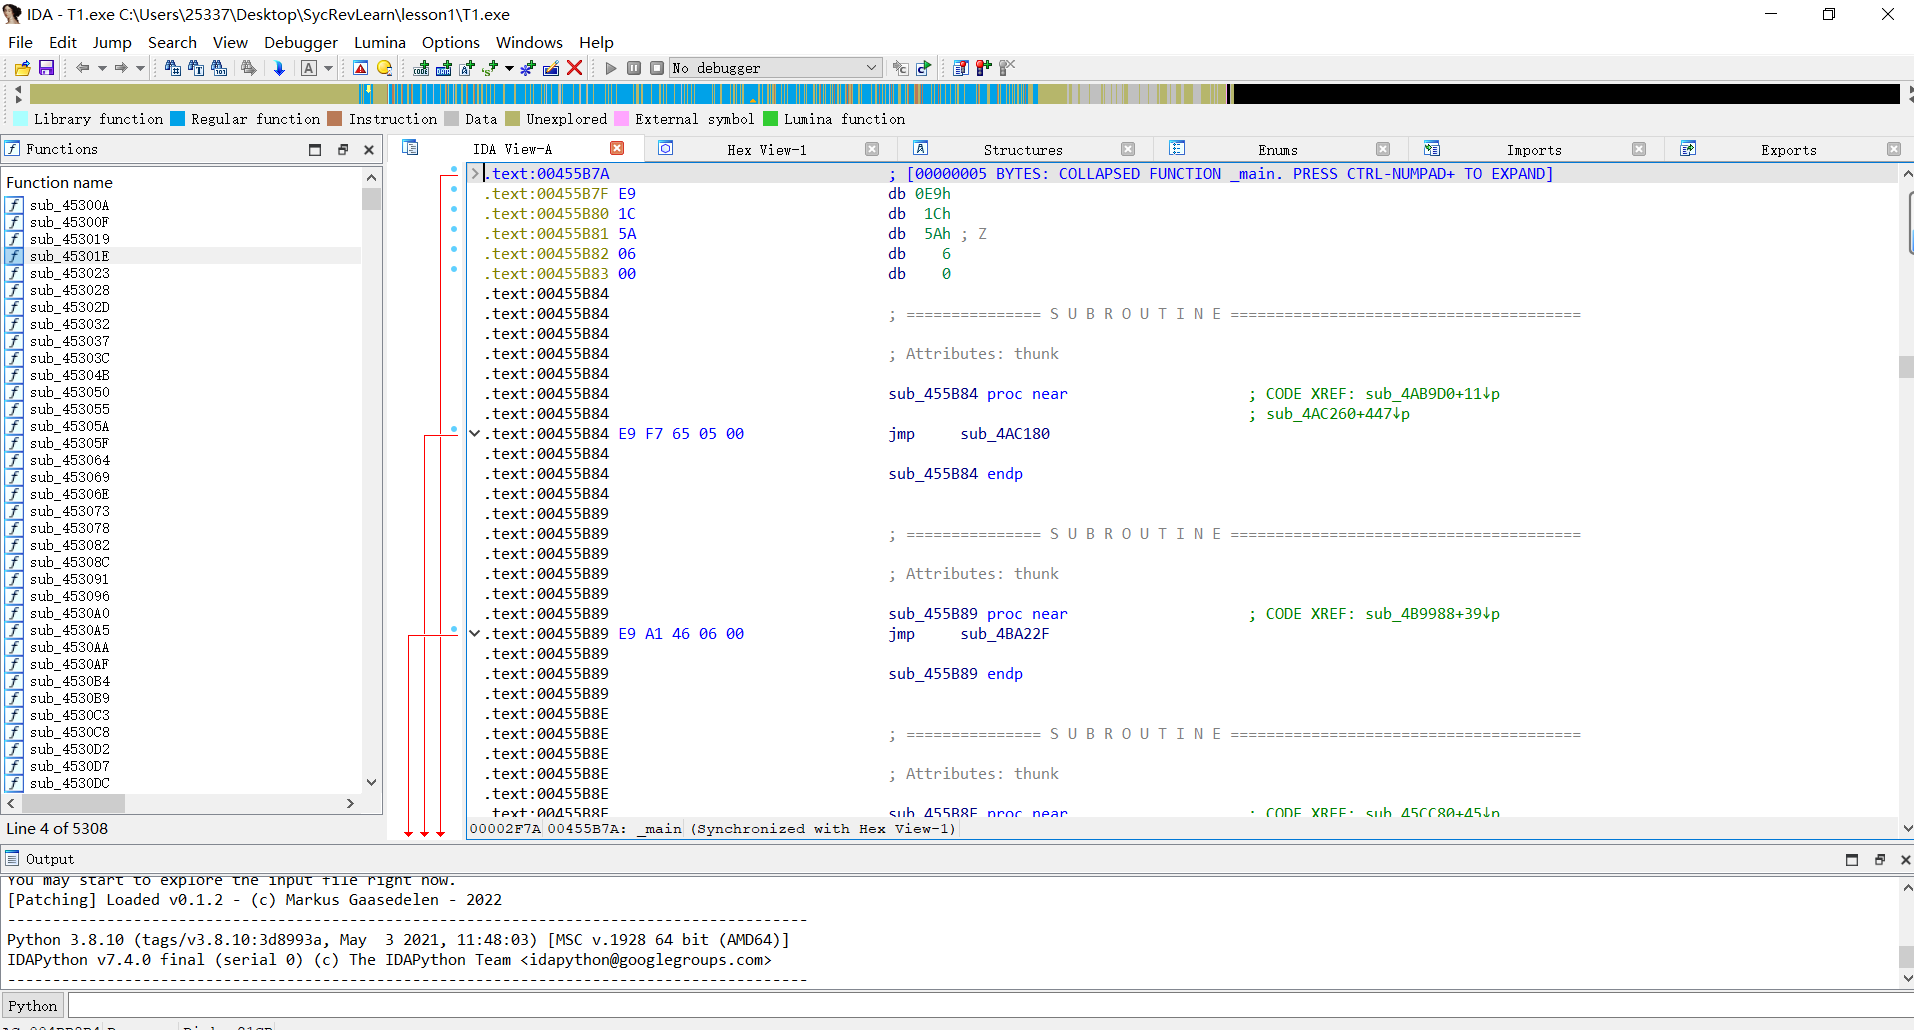 IDA - T1.exe C:\Users\25337\Desktop\SycRevLearn\lesson1\T1.exe
File Edit Jump Search View Debugger Lumina Options Windows Help
No debugger
Library function Regular function Instruction Data Unexplored External symbol Lumina function
Functions
Function name
sub_45300A
sub_45300F
sub_453019
sub_45301E
sub_453023
sub_453028
sub_45302D
sub_453032
sub_453037
sub_45303C
sub_45304B
sub_453050
sub_453055
sub_45305A
sub_45305F
sub_453064
sub_453069
sub_45306E
sub_453073
sub_453078
sub_453082
sub_45308C
sub_453091
sub_453096
sub_4530A0
sub_4530A5
sub_4530AA
sub_4530AF
sub_4530B4
sub_4530B9
sub_4530C3
sub_4530C8
sub_4530D2
sub_4530D7
sub_4530DC
Line 4 of 5308
IDA View-A Hex View-1 Structures Enums Imports Exports
.text:00455B7A ; [00000005 BYTES: COLLAPSED FUNCTION _main. PRESS CTRL-NUMPAD+ TO EXPAND]
.text:00455B7F E9 db 0E9h
.text:00455B80 1C db 1Ch
.text:00455B81 5A db 5Ah ; Z
.text:00455B82 06 db 6
.text:00455B83 00 db 0
.text:00455B84
.text:00455B84 ; =============== S U B R O U T I N E =======================================
.text:00455B84
.text:00455B84 ; Attributes: thunk
.text:00455B84
.text:00455B84 sub_455B84 proc near ; CODE XREF: sub_4AB9D0+11↓p
.text:00455B84 ; sub_4AC260+447↓p
.text:00455B84 E9 F7 65 05 00 jmp sub_4AC180
.text:00455B84
.text:00455B84 sub_455B84 endp
.text:00455B84
.text:00455B89
.text:00455B89 ; =============== S U B R O U T I N E =======================================
.text:00455B89
.text:00455B89 ; Attributes: thunk
.text:00455B89
.text:00455B89 sub_455B89 proc near ; CODE XREF: sub_4B9988+39↓p
.text:00455B89 E9 A1 46 06 00 jmp sub_4BA22F
.text:00455B89
.text:00455B89 sub_455B89 endp
.text:00455B89
.text:00455B8E
.text:00455B8E ; =============== S U B R O U T I N E =======================================
.text:00455B8E
.text:00455B8E ; Attributes: thunk
.text:00455B8E
.text:00455B8E sub_455B8E proc near ; CODE XREF: sub_45CC80+45↓p
00002F7A 00455B7A: _main (Synchronized with Hex View-1)
Output
You may start to explore the input file right now.
[Patching] Loaded v0.1.2 - (c) Markus Gaasedelen - 2022
-----------------------------------------------------------------------------------------
Python 3.8.10 (tags/v3.8.10:3d8993a, May 3 2021, 11:48:03) [MSC v.1928 64 bit (AMD64)]
IDAPython v7.4.0 final (serial 0) (c) The IDAPython Team <idapython@googlegroups.com>
-----------------------------------------------------------------------------------------
Python